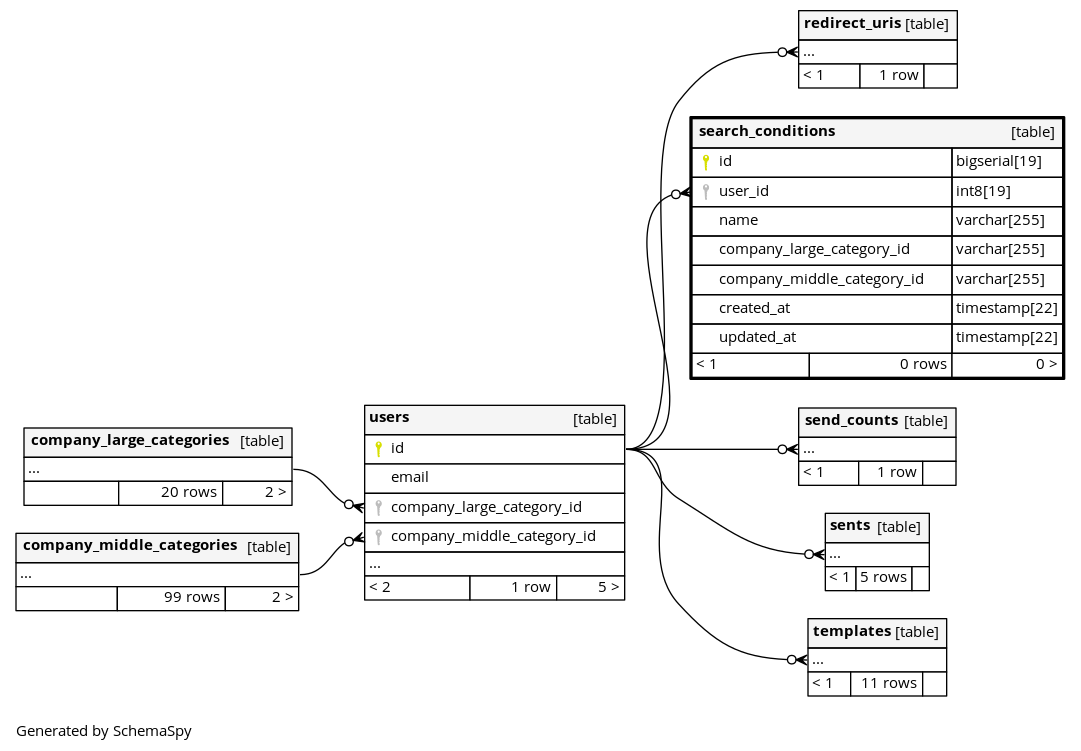 redirect_uris [table]
...
< 1 1 row
search_conditions [table]
id bigserial[19]
user_id int8[19]
name varchar[255]
company_large_category_id varchar[255]
company_middle_category_id varchar[255]
created_at timestamp[22]
updated_at timestamp[22]
< 1 0 rows 0 >
users [table]
id
email
company_large_category_id
company_middle_category_id
...
< 2 1 row 5 >
company_large_categories [table]
...
20 rows 2 >
company_middle_categories [table]
...
99 rows 2 >
send_counts [table]
...
< 1 1 row
sents [table]
...
< 1 5 rows
templates [table]
...
< 1 11 rows
Generated by SchemaSpy